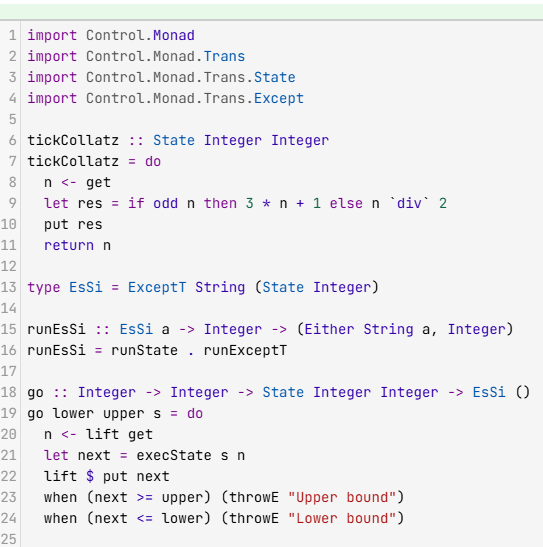 1 import Control.Monad
2 import Control.Monad.Trans
3 import Control.Monad.Trans.State
4 import Control.Monad.Trans.Except
5
6 tickCollatz :: State Integer Integer
7 tickCollatz = do
8   n <- get
9   let res = if odd n then 3 * n + 1 else n `div` 2
10   put res
11   return n
12
13 type EsSi = ExceptT String (State Integer)
14
15 runEsSi :: EsSi a -> Integer -> (Either String a, Integer)
16 runEsSi = runState . runExceptT
17
18 go :: Integer -> Integer -> State Integer Integer -> EsSi ()
19 go lower upper s = do
20   n <- lift get
21   let next = execState s n
22   lift $ put next
23   when (next >= upper) (throwE "Upper bound")
24   when (next <= lower) (throwE "Lower bound")
25